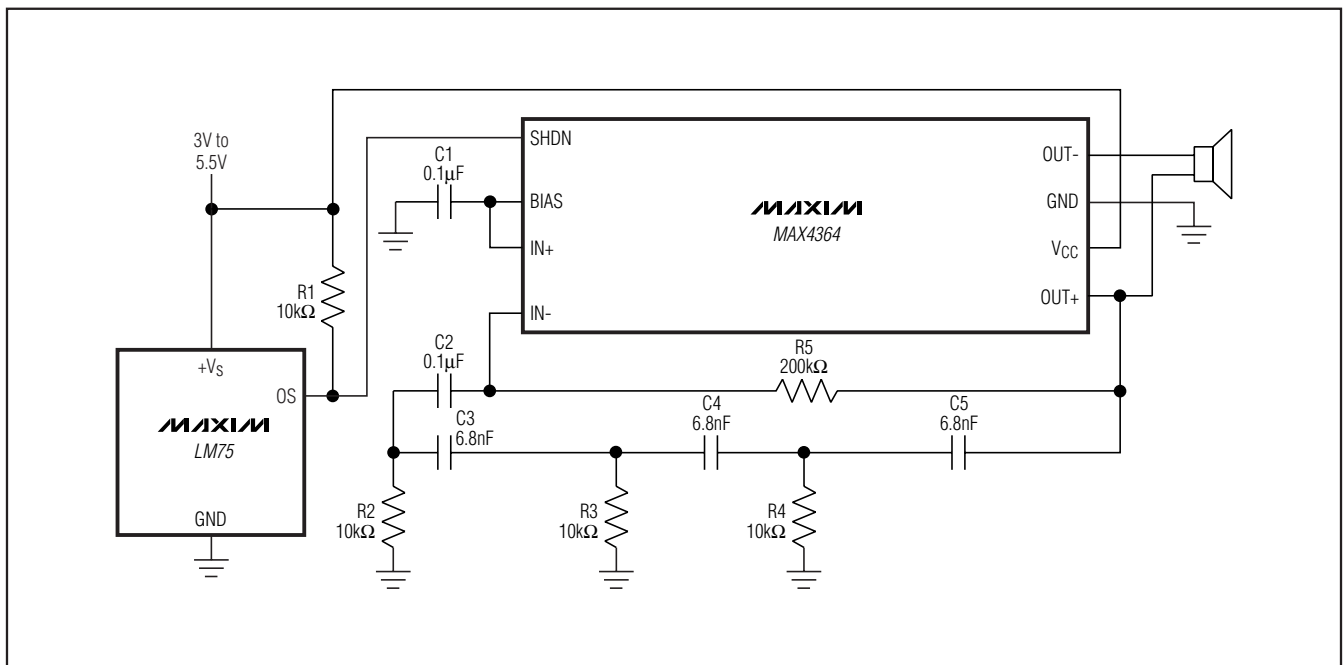 3V to
5.5V
R1
10kΩ
+VS
OS
MAXIM
LM75
GND
C1
0.1μF
SHDN
BIAS
IN+
IN-
MAXIM
MAX4364
OUT-
GND
VCC
OUT+
C2
0.1μF
R5
200kΩ
C3
6.8nF
C4
6.8nF
C5
6.8nF
R2
10kΩ
R3
10kΩ
R4
10kΩ